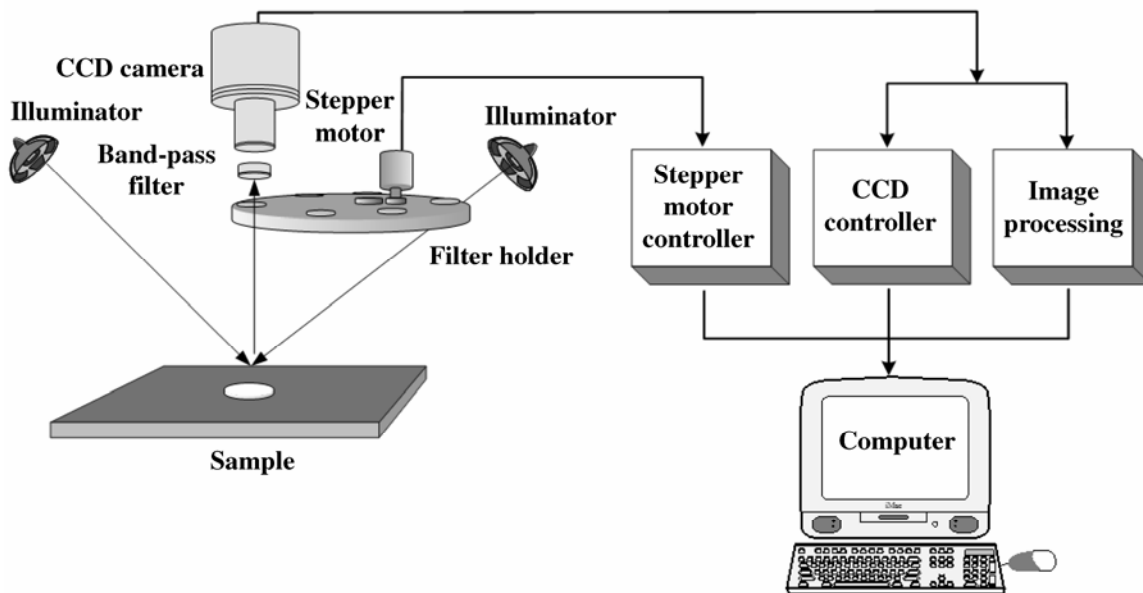 CCD camera
Illuminator
Stepper
motor
Illuminator
Band-pass
filter
Filter holder
Stepper
motor
controller
CCD
controller
Image
processing
Sample
Computer